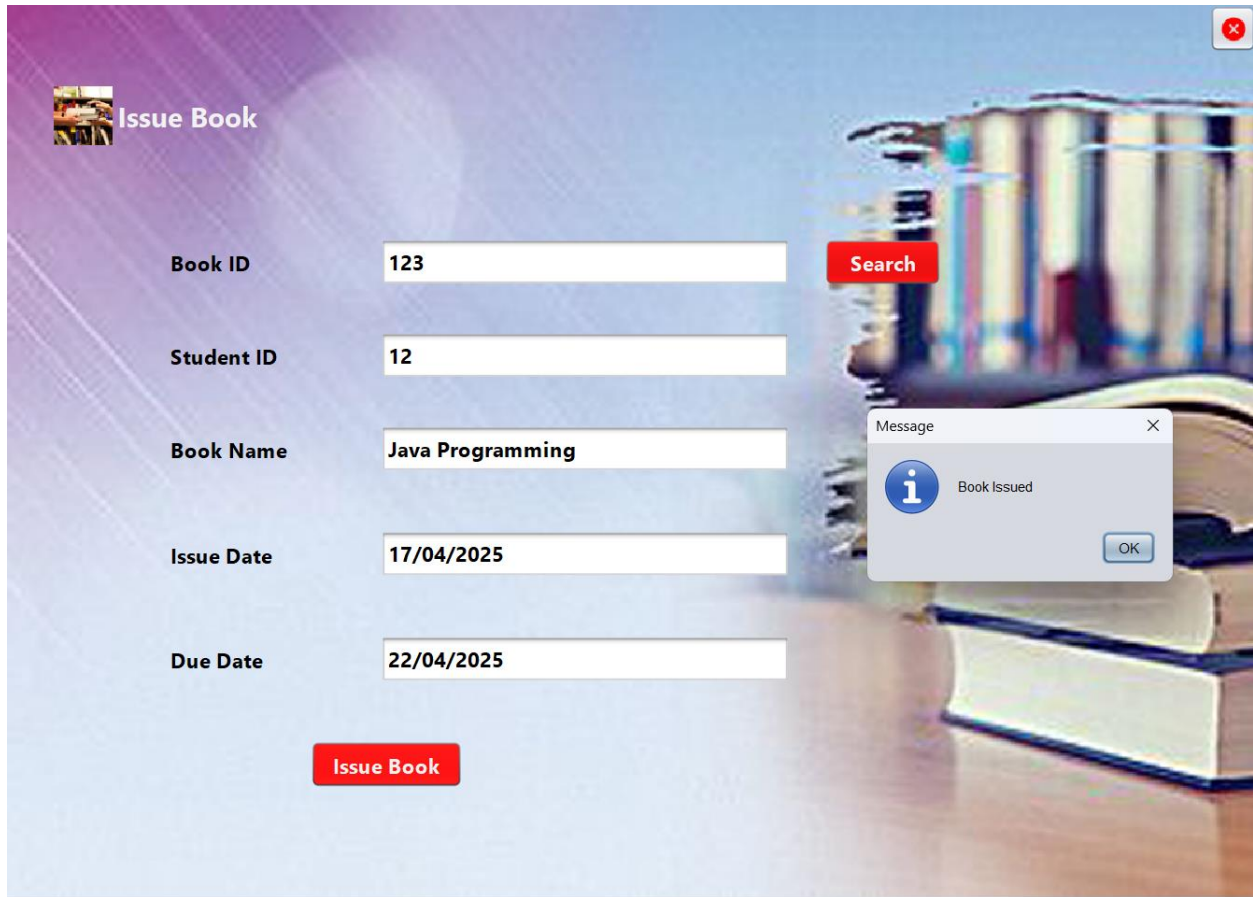 Issue Book
Book ID
123
Search
Student ID
12
Book Name
Java Programming
Message
Book Issued
OK
Issue Date
17/04/2025
Due Date
22/04/2025
Issue Book